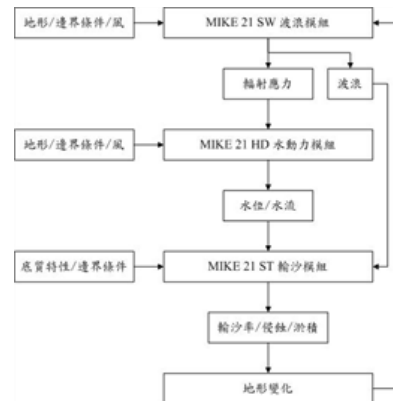 地形/邊界條件/風
MIKE 21 SW 波浪模組
輻射應力
波浪
地形/邊界條件/風
MIKE 21 HD 水動力模組
水位/水流
底質特性/邊界條件
MIKE 21 ST 輸沙模組
輸沙率/侵蝕/淤積
地形變化